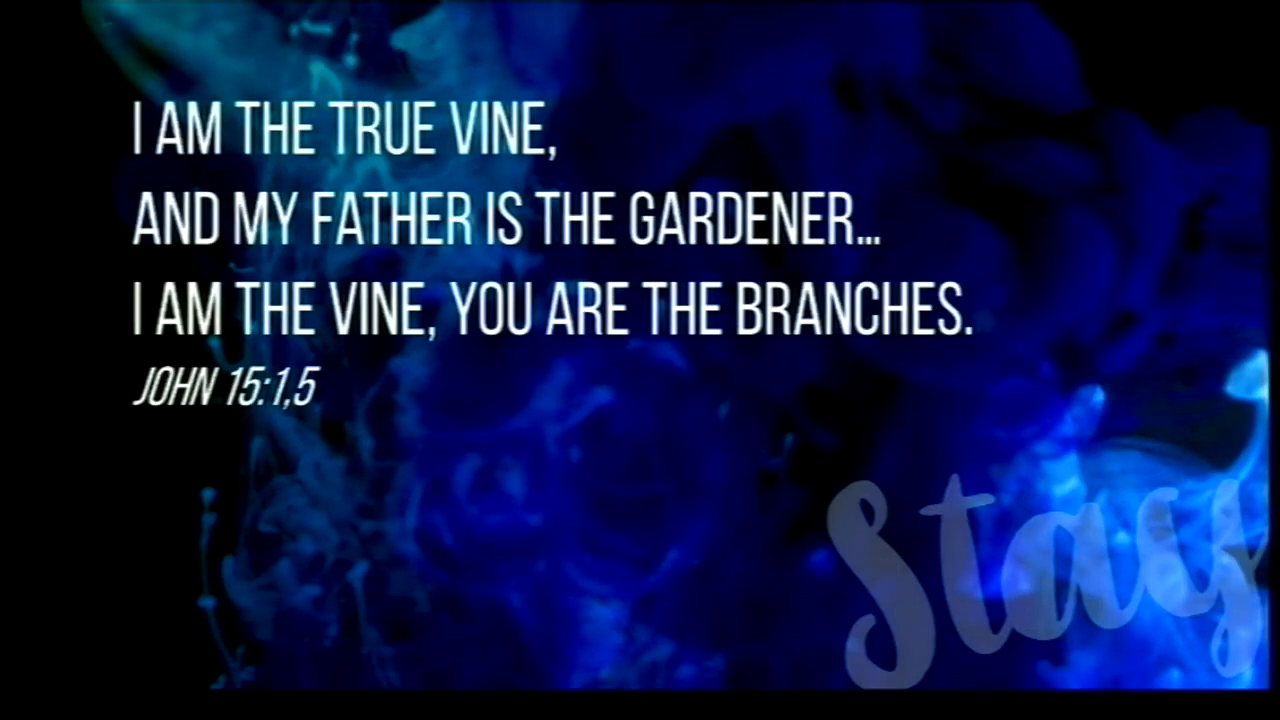 I AM THE TRUE VINE,
AND MY FATHER IS THE GARDENER...
I AM THE VINE, YOU ARE THE BRANCHES.
JOHN 15:1,5
Stay